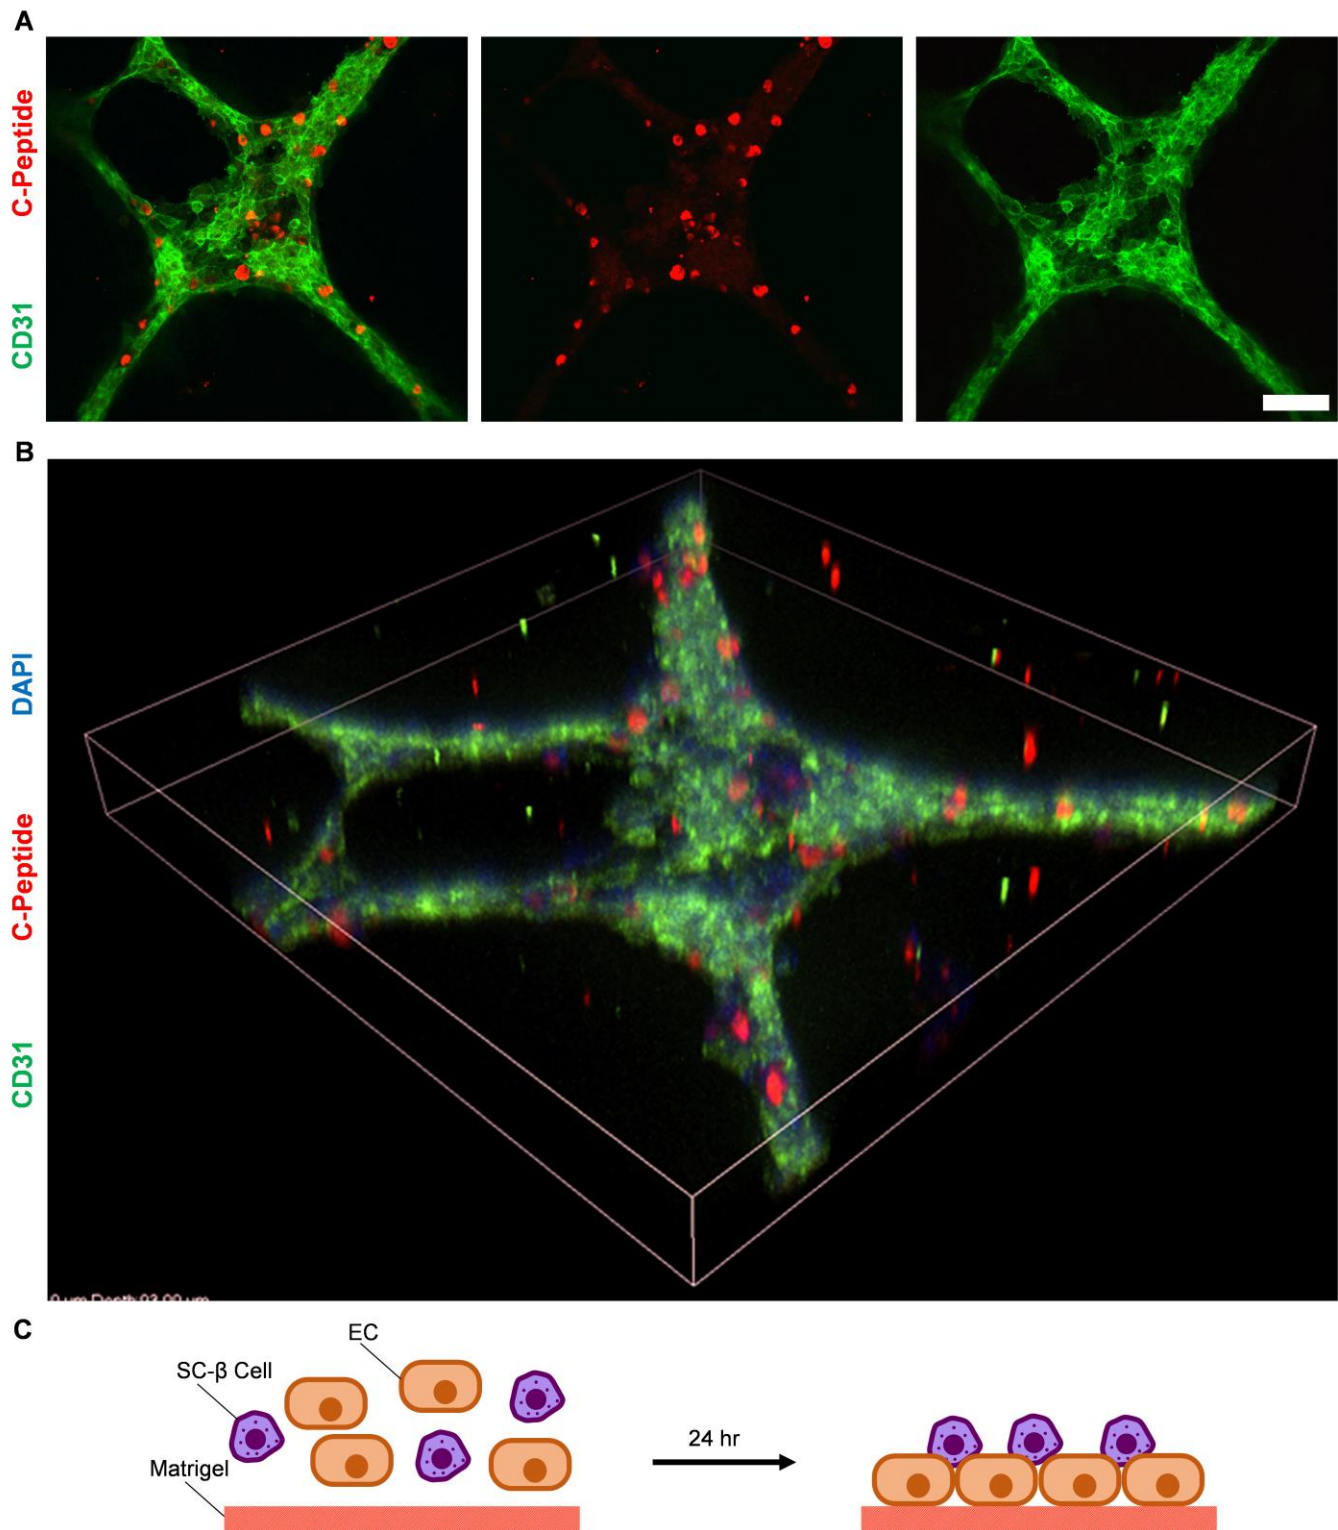 A
C-Peptide
CD31
B
DAPI
C-Peptide
CD31
C
EC
SC-β Cell
24 hr
Matrigel